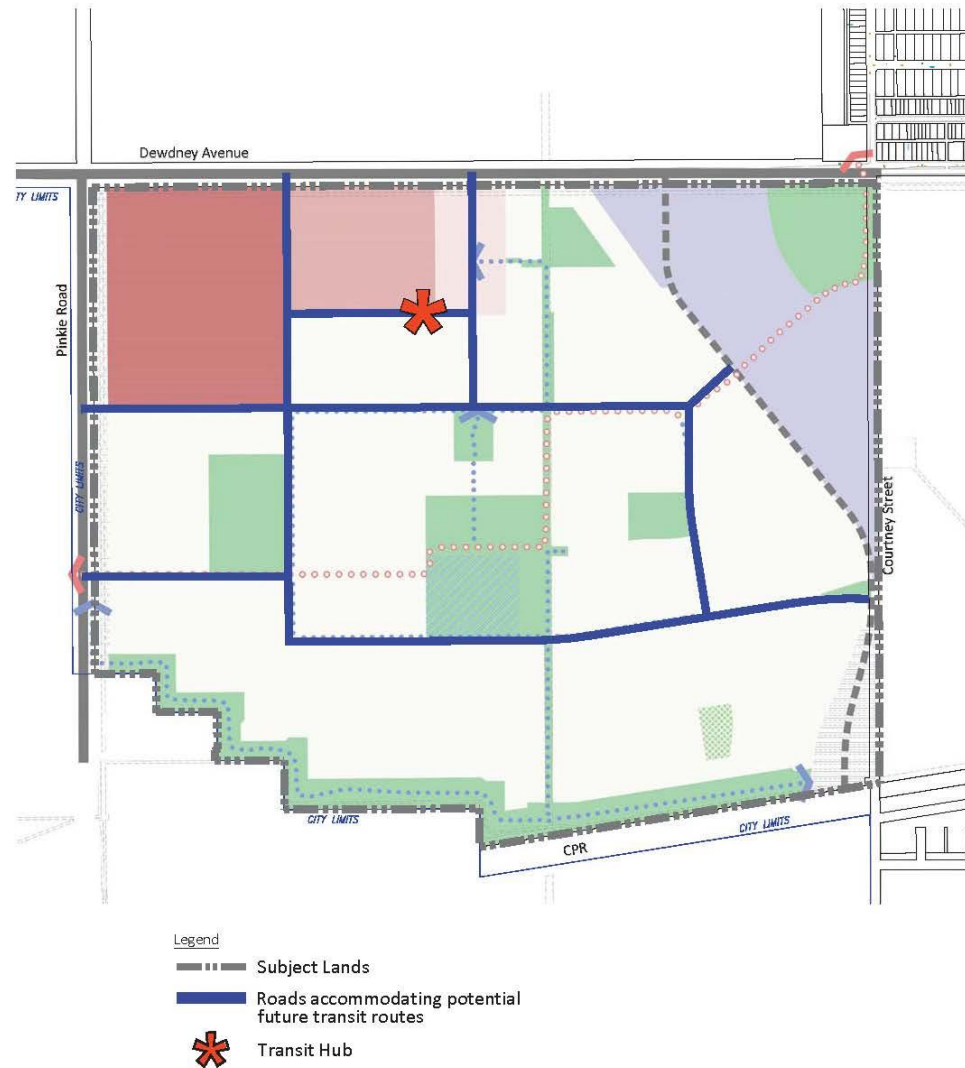 Dewdney Avenue
TY LIMITS
Pinkie Road
CITY LIMITS
Courtney Street
CITY LIMITS
CITY LIMITS
CPR
Legend
Subject Lands
Roads accommodating potential
future transit routes
Transit Hub